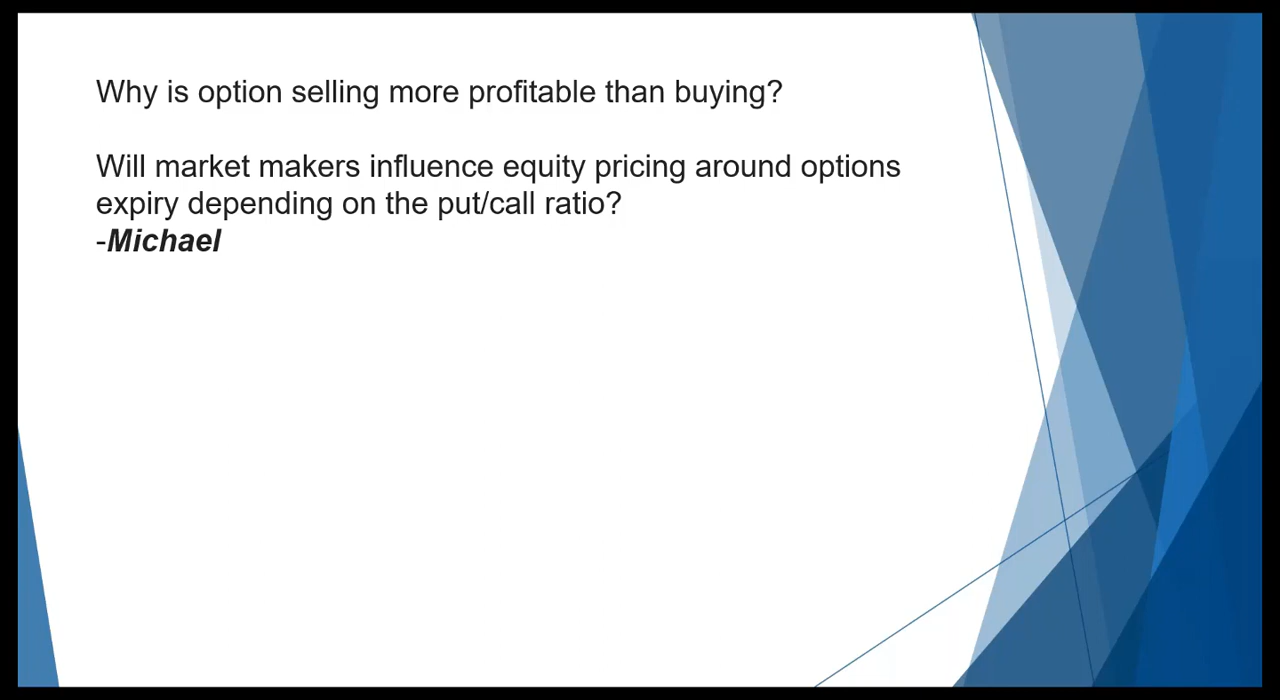 Why is option selling more profitable than buying?
Will market makers influence equity pricing around options
expiry depending on the put/call ratio?
-Michael